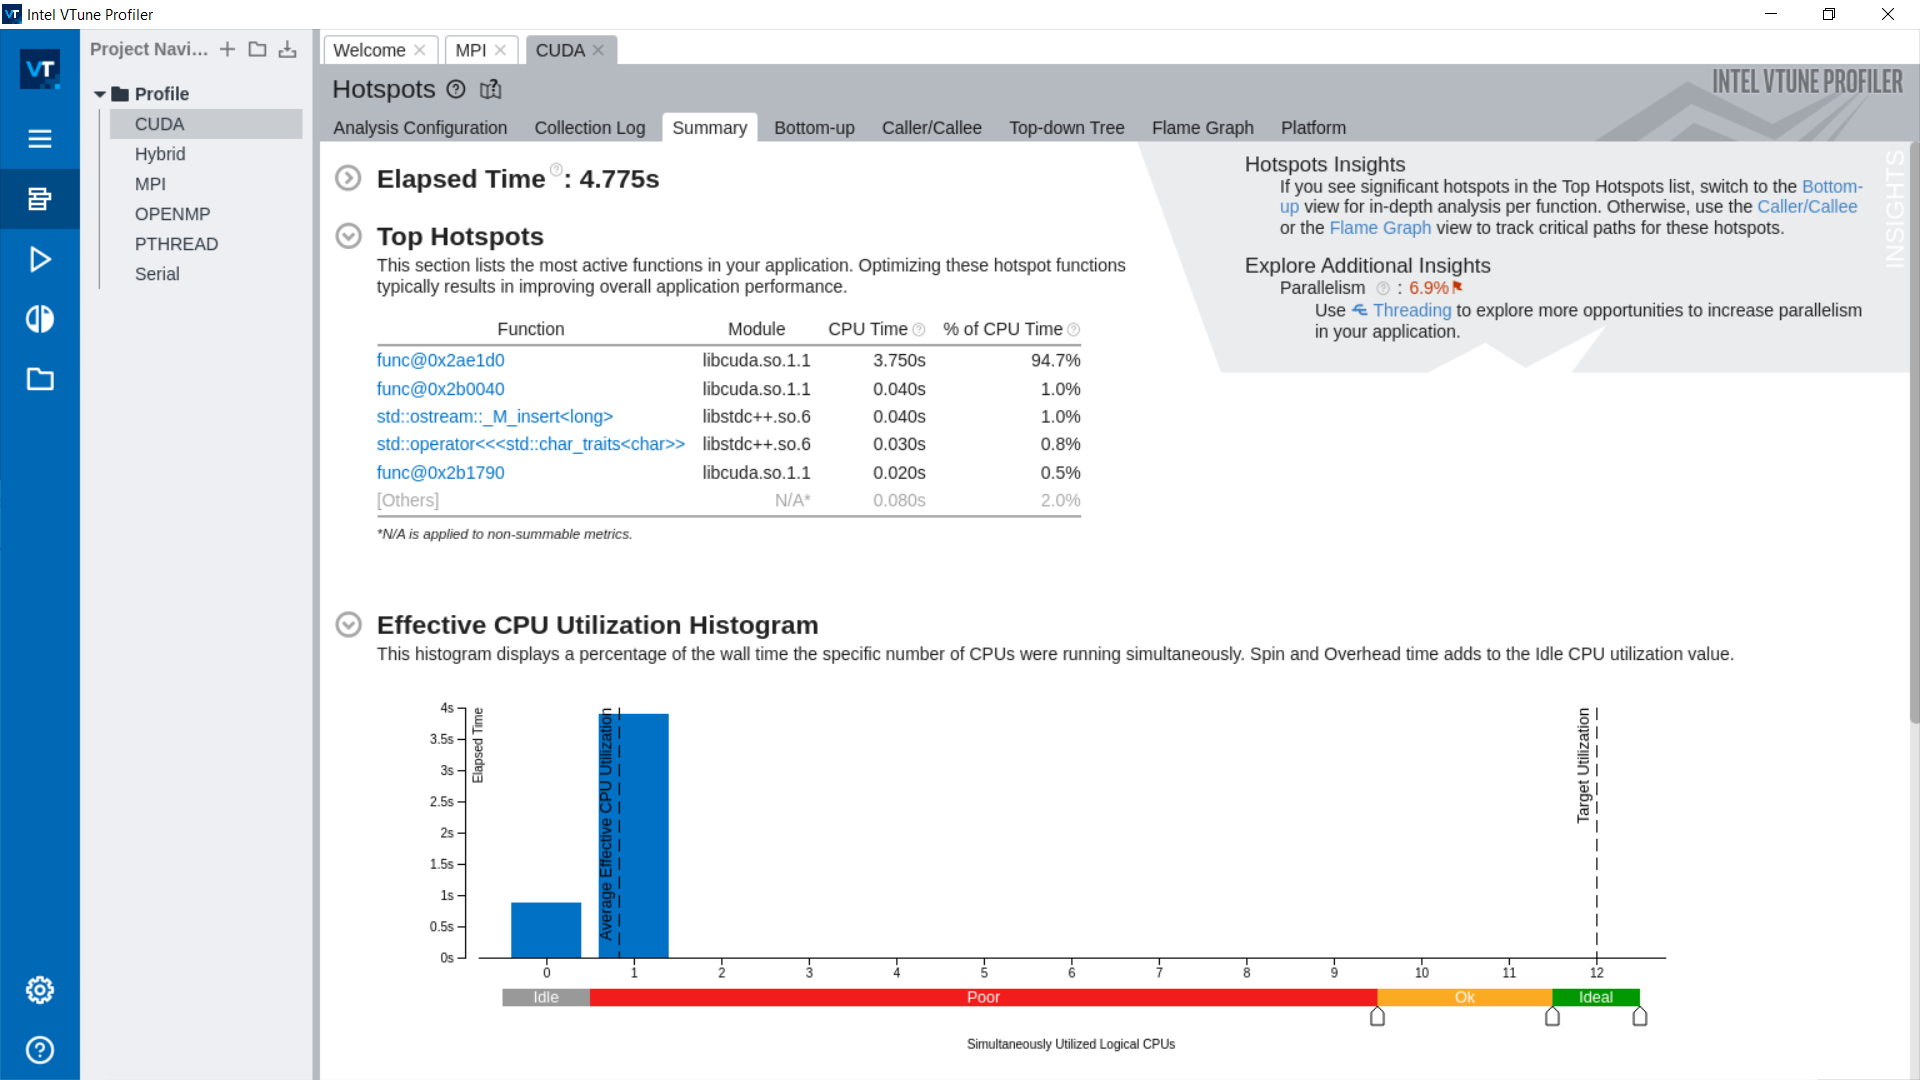 Intel VTune Profiler
VT
Project Navi...
Profile
CUDA
Hybrid
MPI
OPENMP
PTHREAD
Serial
Welcome
MPI
CUDA
Hotspots
INTEL VTUNE PROFILER
Analysis Configuration Collection Log Summary Bottom-up Caller/Callee Top-down Tree Flame Graph Platform
Elapsed Time : 4.775s
Top Hotspots
This section lists the most active functions in your application. Optimizing these hotspot functions
typically results in improving overall application performance.
Function Module CPU Time % of CPU Time
func@0x2ae1d0 libcuda.so.1.1 3.750s 94.7%
func@0x2b0040 libcuda.so.1.1 0.040s 1.0%
std::ostream::_M_insert<long> libstdc++.so.6 0.040s 1.0%
std::operator<<<std::char_traits<char>> libstdc++.so.6 0.030s 0.8%
func@0x2b1790 libcuda.so.1.1 0.020s 0.5%
[Others] N/A* 0.080s 2.0%
*N/A is applied to non-summable metrics.
Hotspots Insights
If you see significant hotspots in the Top Hotspots list, switch to the Bottom-
up view for in-depth analysis per function. Otherwise, use the Caller/Callee
or the Flame Graph view to track critical paths for these hotspots.
Explore Additional Insights
Parallelism : 6.9%
Use Threading to explore more opportunities to increase parallelism
in your application.
INSIGHTS
Effective CPU Utilization Histogram
This histogram displays a percentage of the wall time the specific number of CPUs were running simultaneously. Spin and Overhead time adds to the Idle CPU utilization value.
4s
3.5s
3s
2.5s
2s
1.5s
1s
0.5s
0s
Elapsed Time
Average Effective CPU Utilization
Target Utilization
0 1 2 3 4 5 6 7 8 9 10 11 12
Idle Poor Ok Ideal
Simultaneously Utilized Logical CPUs